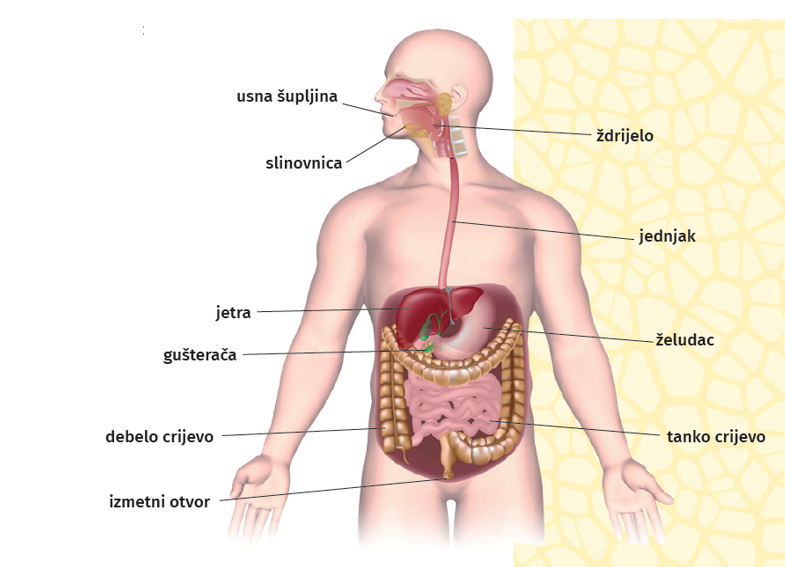 :
usna šupljina
ždrijelo
slinovnica
jednjak
jetra
želudac
gušterača
debelo crijevo
tanko crijevo
izmetni otvor